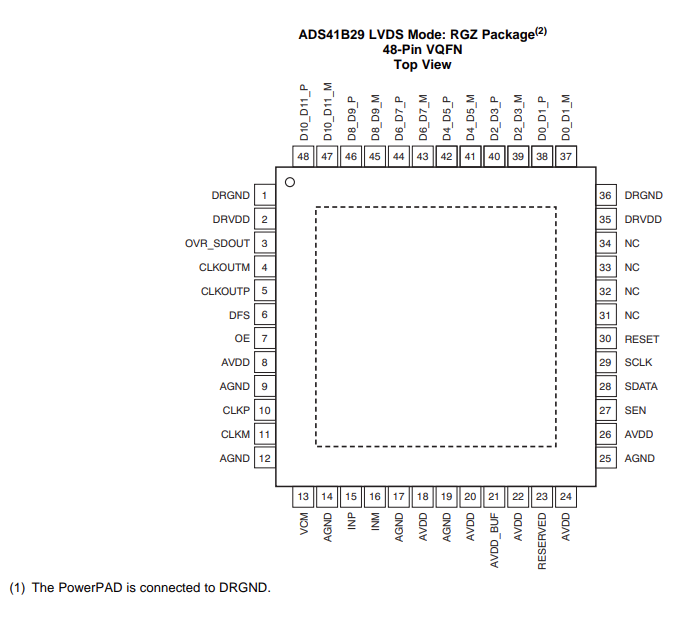 ADS41B29 LVDS Mode: RGZ Package(2)
48-Pin VQFN
Top View
D10_D11_P
D10_D11_M
D8_D9_P
D8_D9_M
D6_D7_P
D6_D7_M
D4_D5_P
D4_D5_M
D2_D3_P
D2_D3_M
D0_D1_P
D0_D1_M
48 47 46 45 44 43 42 41 40 39 38 37
DRGND 1
DRVDD 2
OVR_SDOUT 3
CLKOUTM 4
CLKOUTP 5
DFS 6
OE 7
AVDD 8
AGND 9
CLKP 10
CLKM 11
AGND 12
36 DRGND
35 DRVDD
34 NC
33 NC
32 NC
31 NC
30 RESET
29 SCLK
28 SDATA
27 SEN
26 AVDD
25 AGND
13 14 15 16 17 18 19 20 21 22 23 24
VCM
AGND
INP
INM
AGND
AVDD
AGND
AVDD
AVDD_BUF
AVDD
RESERVED
AVDD
(1) The PowerPAD is connected to DRGND.